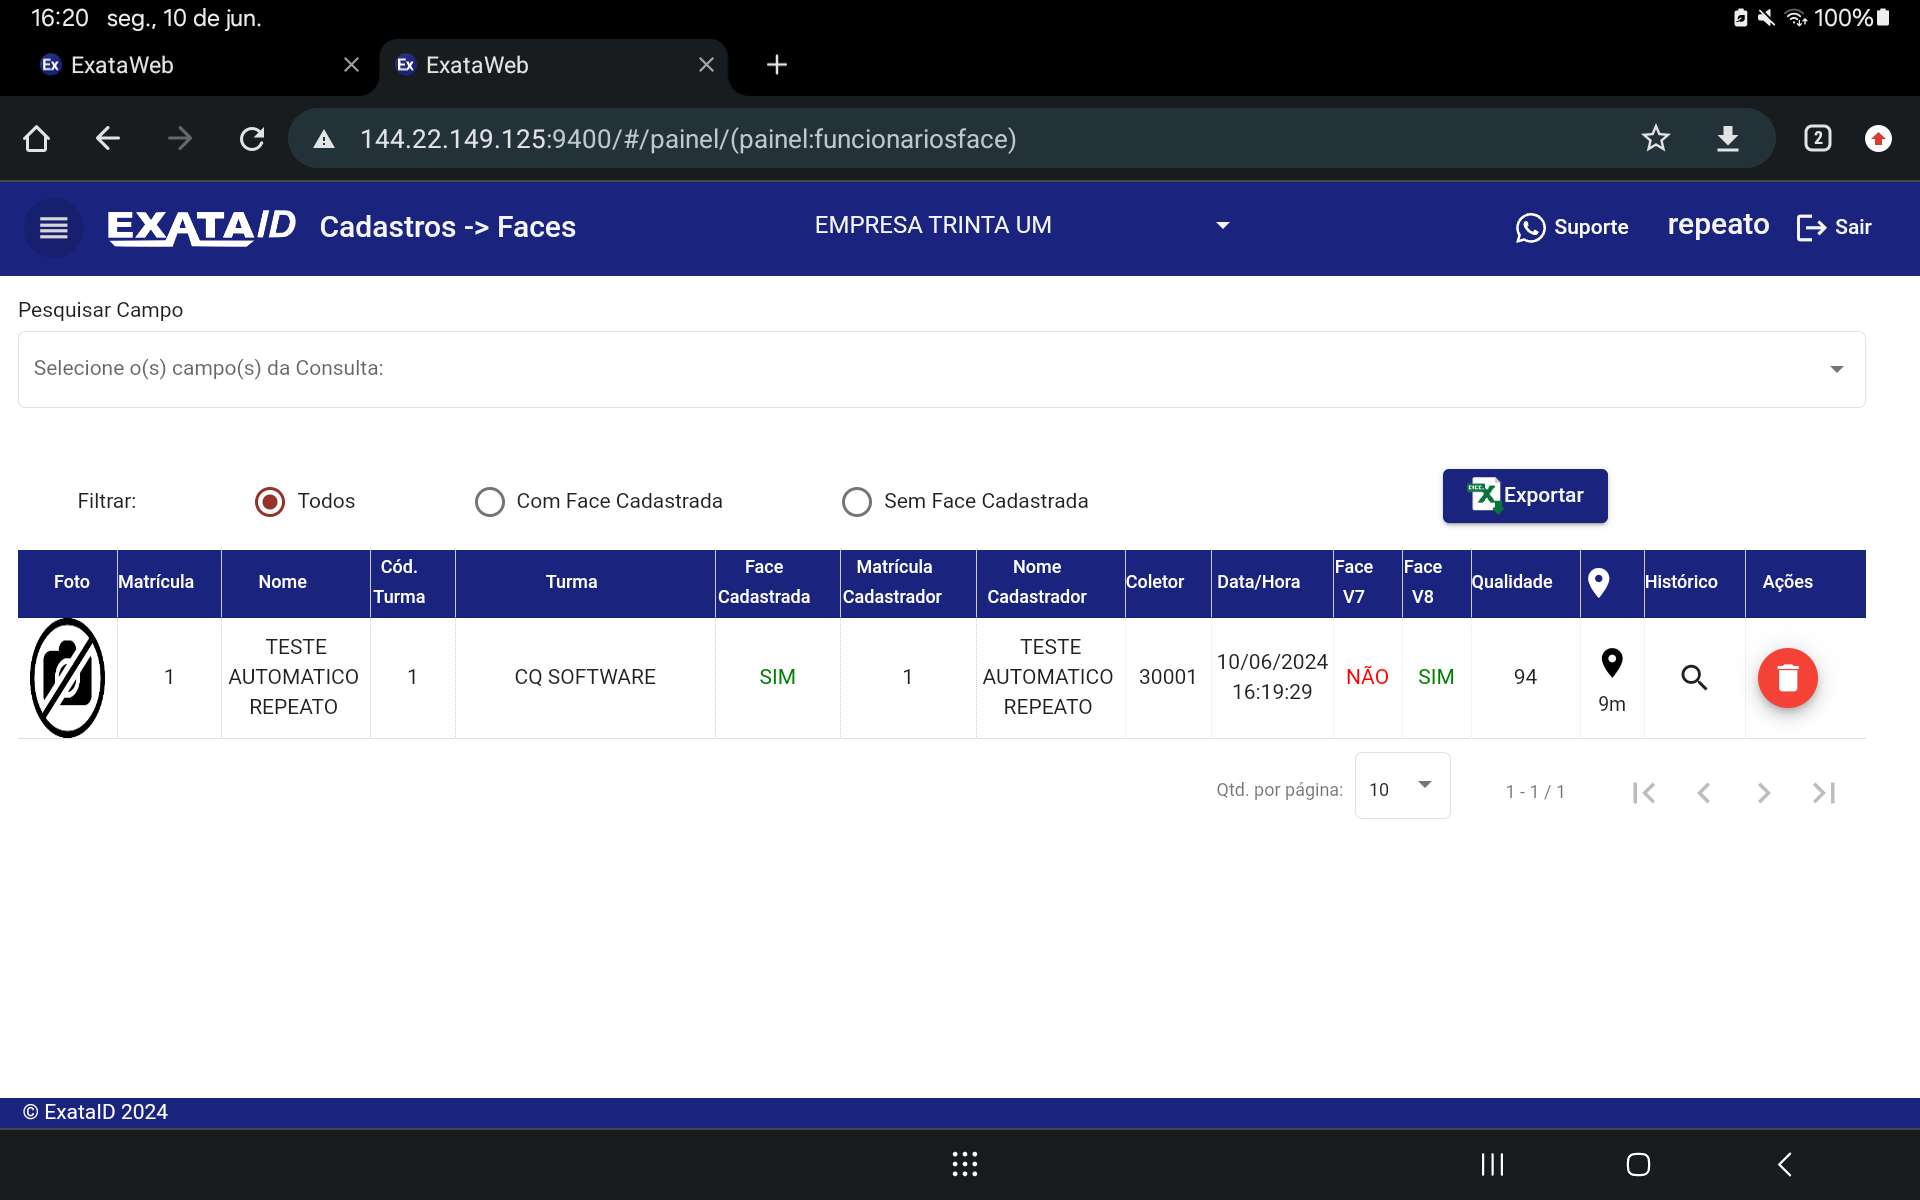 16:20 seg., 10 de jun.
100%
Ex ExataWeb
Ex ExataWeb
144.22.149.125:9400/#/painel/(painel:funcionariosface)
2
EXATAID Cadastros -> Faces
EMPRESA TRINTA UM
Suporte
repeato
Sair
Pesquisar Campo
Selecione o(s) campo(s) da Consulta:
Filtrar:
Todos
Com Face Cadastrada
Sem Face Cadastrada
Exportar
Foto
Matrícula
Nome
Cód.
Turma
Turma
Face
Cadastrada
Matrícula
Cadastrador
Nome
Cadastrador
Coletor
Data/Hora
Face
V7
Face
V8
Qualidade
Histórico
Ações
1
TESTE
AUTOMATICO
REPEATO
1
CQ SOFTWARE
SIM
1
TESTE
AUTOMATICO
REPEATO
30001
10/06/2024
16:19:29
NÃO
SIM
94
9m
Qtd. por página:
10
1 - 1 / 1
© ExataID 2024